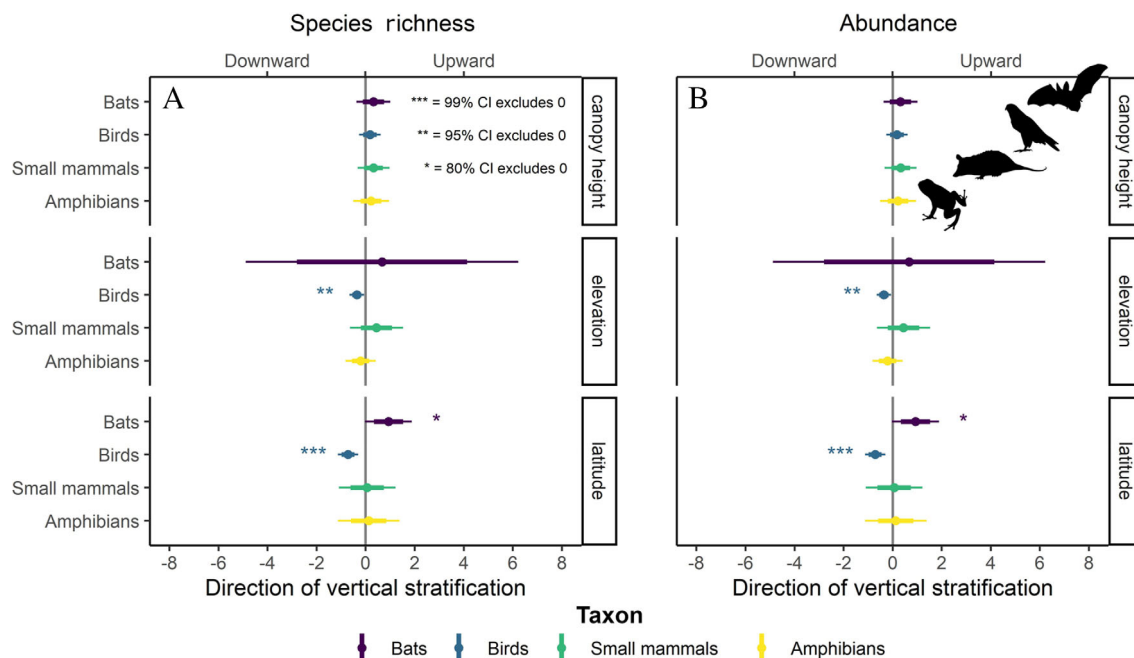 Species richness Abundance
Downward Upward Downward Upward
A B
Bats
Birds
Small mammals
Amphibians
*** = 99% CI excludes 0
** = 95% CI excludes 0
* = 80% CI excludes 0
canopy height canopy height
Bats
Birds ** **
Small mammals
Amphibians
elevation elevation
Bats * *
Birds *** ***
Small mammals
Amphibians
latitude latitude
-8 -6 -4 -2 0 2 4 6 8 -8 -6 -4 -2 0 2 4 6 8
Direction of vertical stratification Direction of vertical stratification
Taxon
Bats Birds Small mammals Amphibians